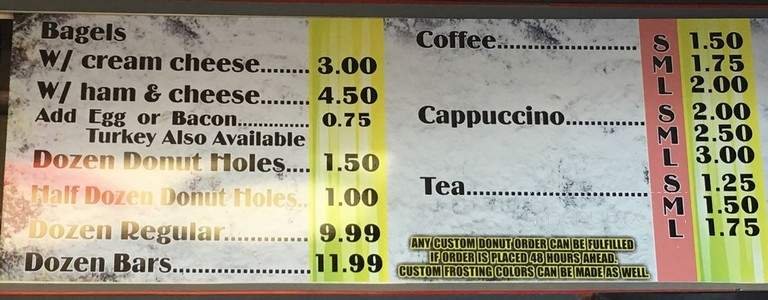 Bagels
W/ cream cheese........ 3.00
W/ ham & cheese........ 4.50
Add Egg or Bacon.............. 0.75
Turkey Also Available
Dozen Donut Holes.... 1.50
Half Dozen Donut Holes.. 1.00
Dozen Regular............. 9.99
Dozen Bars.....................11.99
Coffee....................... S 1.50
M 1.75
L 2.00
Cappuccino............. S 2.00
M 2.50
L 3.00
Tea.............................. S 1.25
M 1.50
L 1.75
ANY CUSTOM DONUT ORDER CAN BE FULFILLED
IF ORDER IS PLACED 48 HOURS AHEAD.
CUSTOM FROSTING COLORS CAN BE MADE AS WELL.